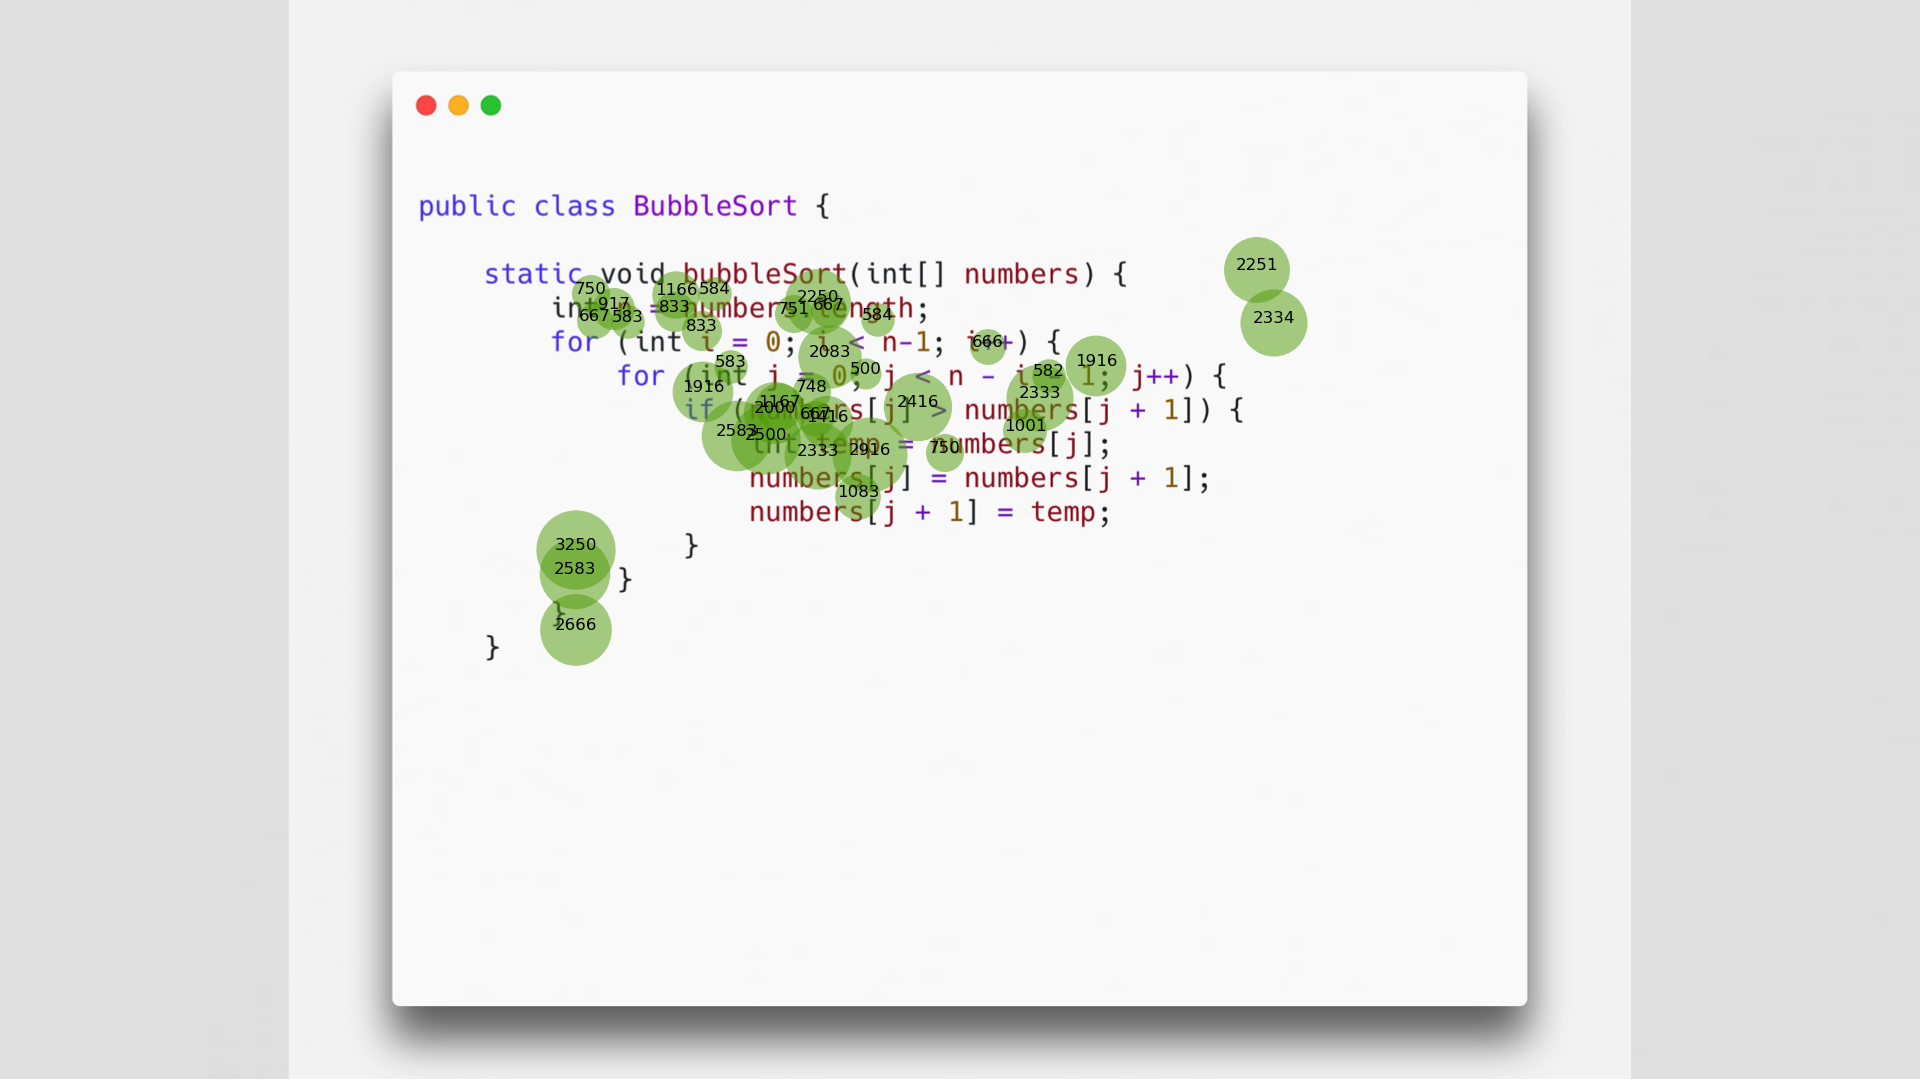 public class BubbleSort {
static void bubbleSort(int[] numbers) { 2251
750 917 1166 584 2250
int n = numbers.length;
667 583 833 751 667 584 2334
833
for (int i = 0; i < n-1; i++) {
666 2083 1916
583 500 582
for (int j = 0; j < n - i - 1; j++) {
1916 748 2333
1167 2000 667 1416 2416
if (numbers[j] > numbers[j + 1]) {
2583 2500 1001
int temp = numbers[j];
2333 2916 750
numbers[j] = numbers[j + 1];
1083
numbers[j + 1] = temp;
3250 }
2583 }
}
2666
}